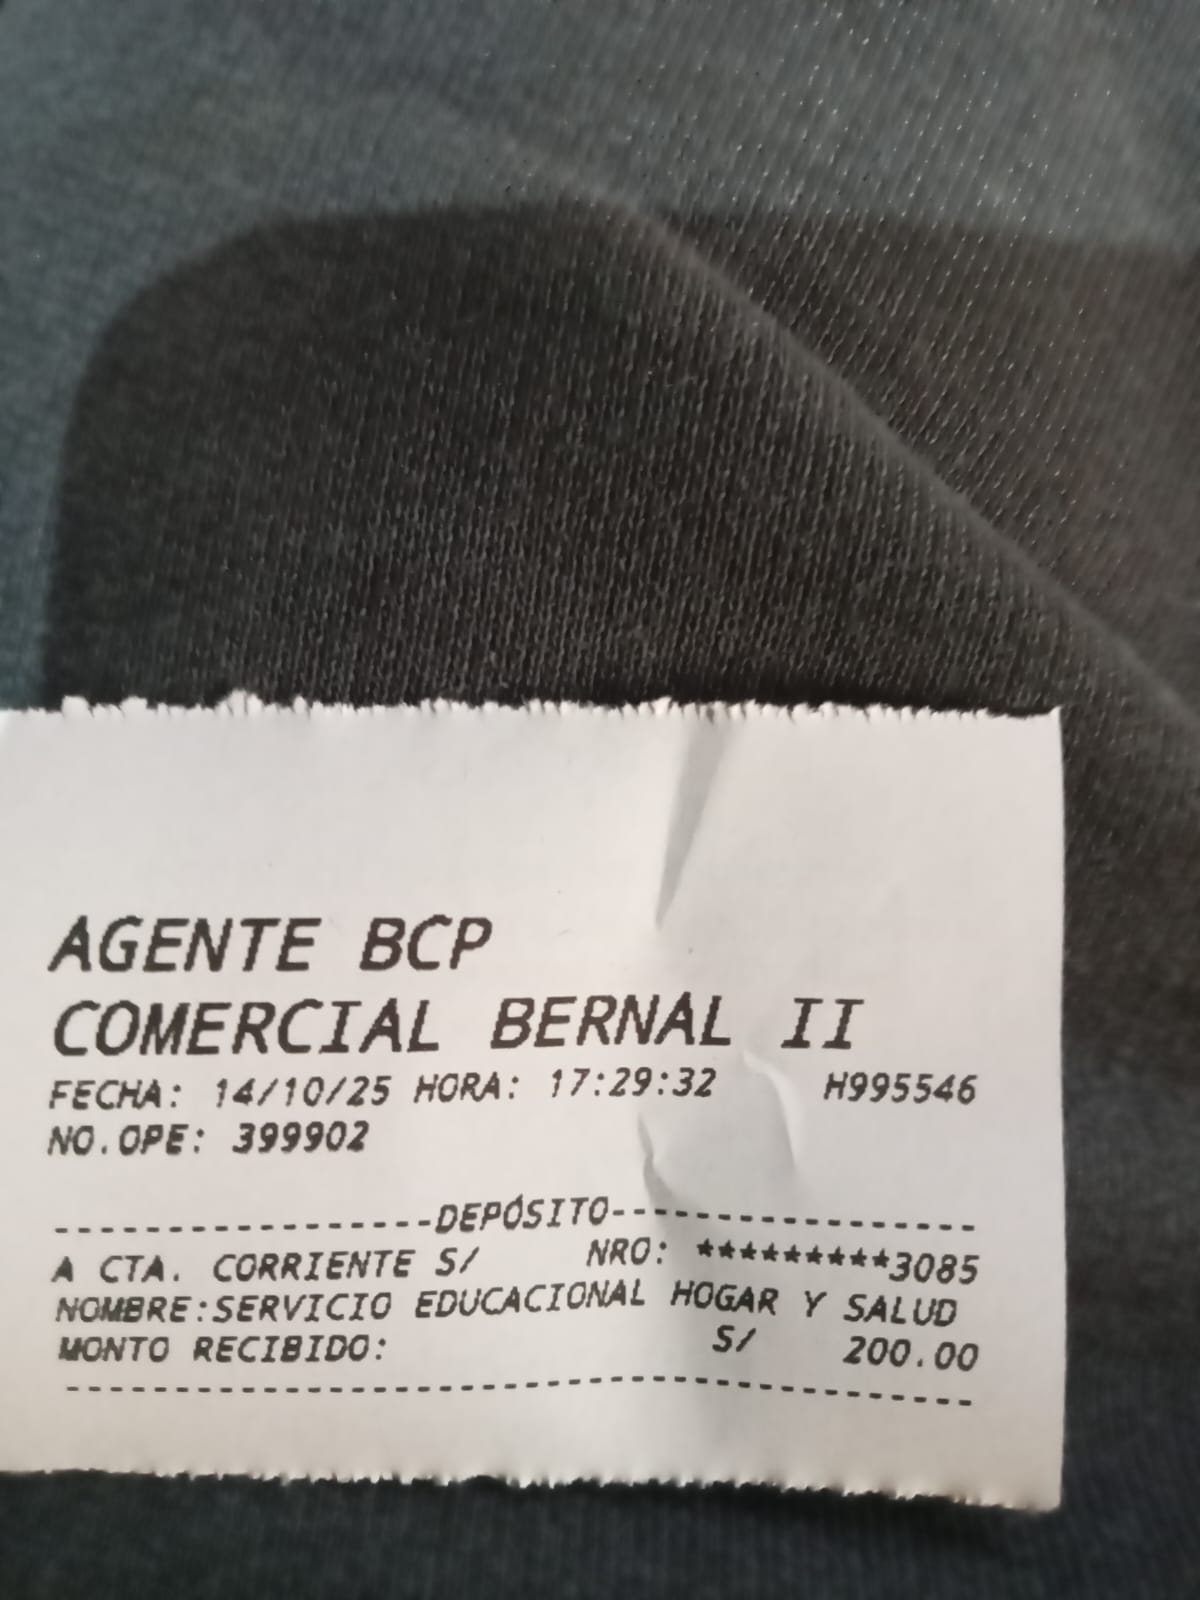 AGENTE BCP
COMERCIAL BERNAL II
FECHA: 14/10/25 HORA: 17:29:32 H995546
NO.OPE: 399902
-----------------DEPÓSITO-----------------
A CTA. CORRIENTE S/ NRO: *********3085
NOMBRE:SERVICIO EDUCACIONAL HOGAR Y SALUD
MONTO RECIBIDO: S/ 200.00